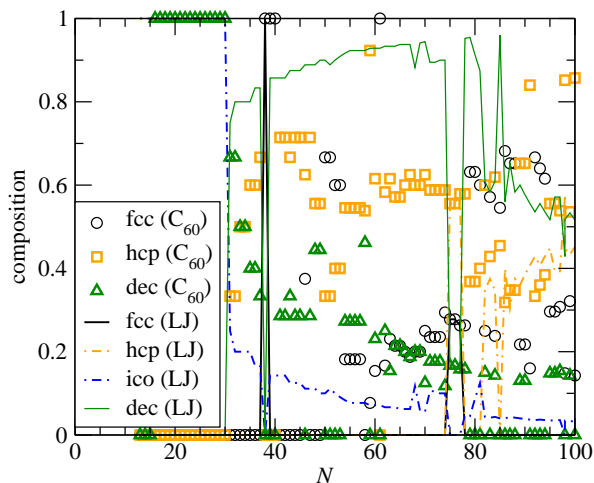 1
0.8
0.6
0.4
0.2
0
composition
fcc (C60)
hcp (C60)
dec (C60)
fcc (LJ)
hcp (LJ)
ico (LJ)
dec (LJ)
0 20 40 60 80 100
N